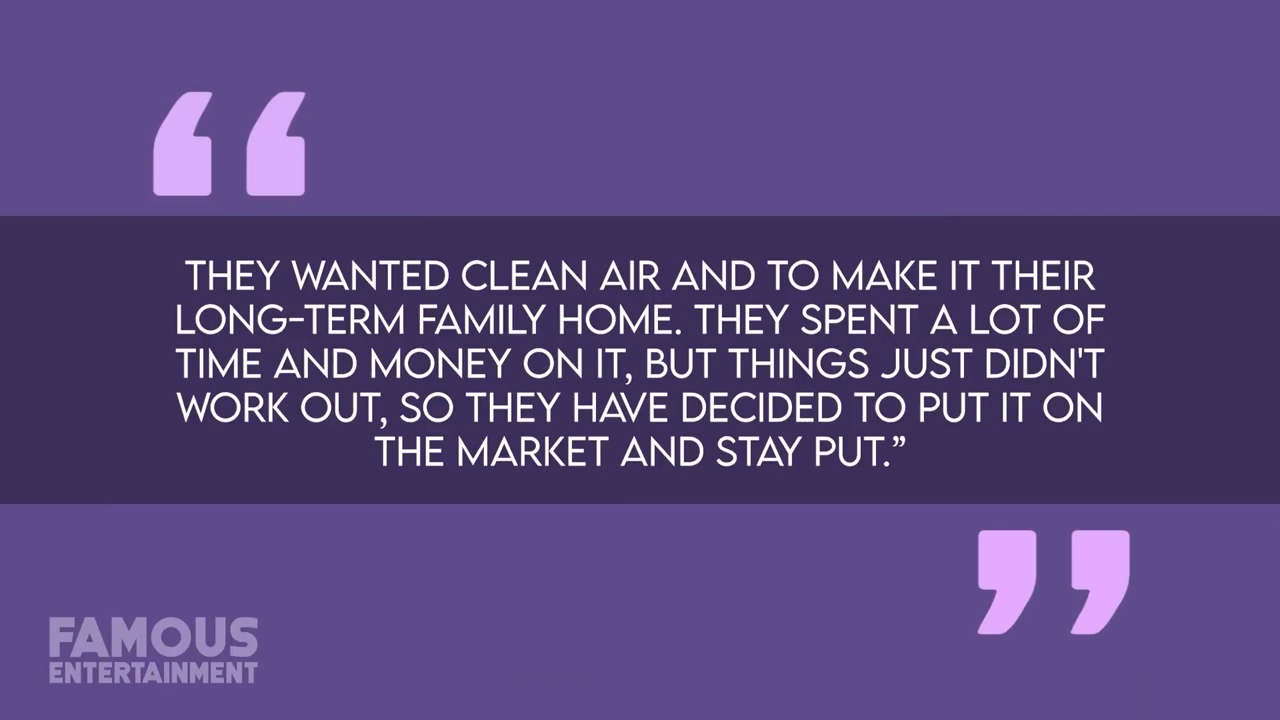 THEY WANTED CLEAN AIR AND TO MAKE IT THEIR
LONG-TERM FAMILY HOME. THEY SPENT A LOT OF
TIME AND MONEY ON IT, BUT THINGS JUST DIDN'T
WORK OUT, SO THEY HAVE DECIDED TO PUT IT ON
THE MARKET AND STAY PUT.”
FAMOUS
ENTERTAINMENT